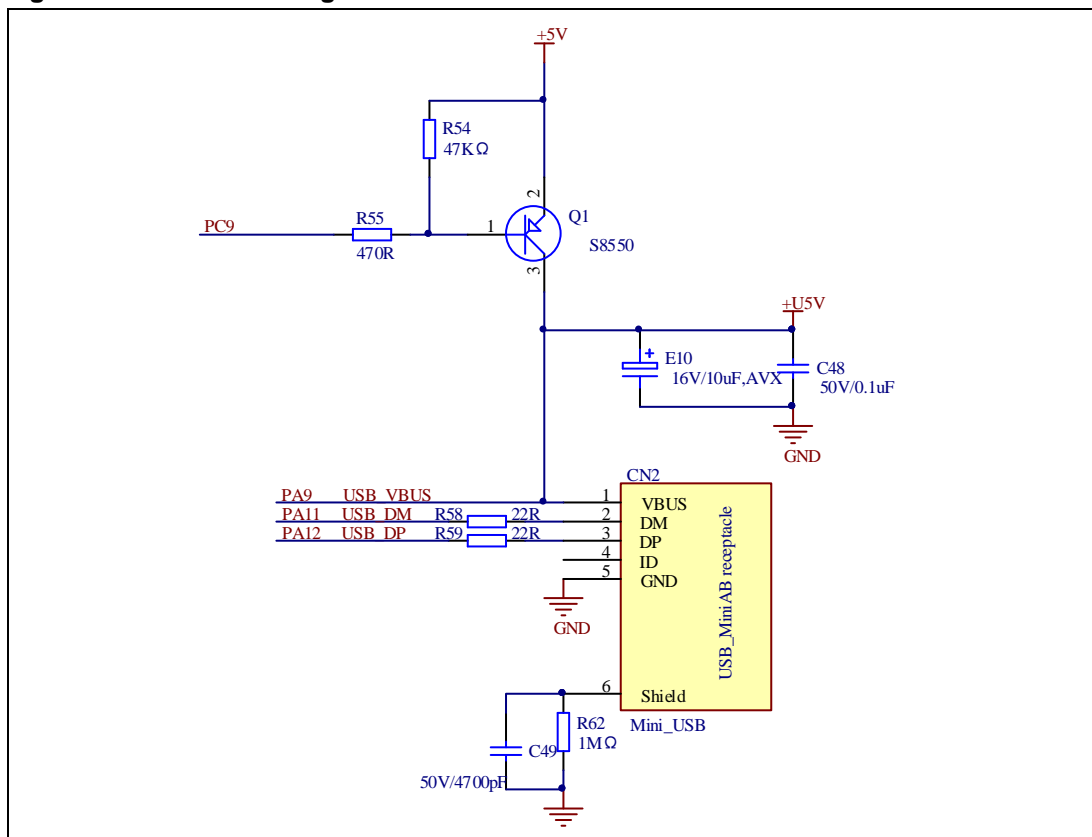 +5V
R54
47KΩ
2
PC9
R55
1
Q1
470R
S8550
3
+U5V
E10
16V/10uF,AVX
C48
50V/0.1uF
GND
CN2
PA9 USB_VBUS 1 VBUS
PA11 USB_DM R58 22R 2 DM
PA12 USB_DP R59 22R 3 DP
4 ID
5 GND
GND
USB_MiniAB receptacle
6 Shield
Mini_USB
R62
1MΩ
C49
50V/4700pF